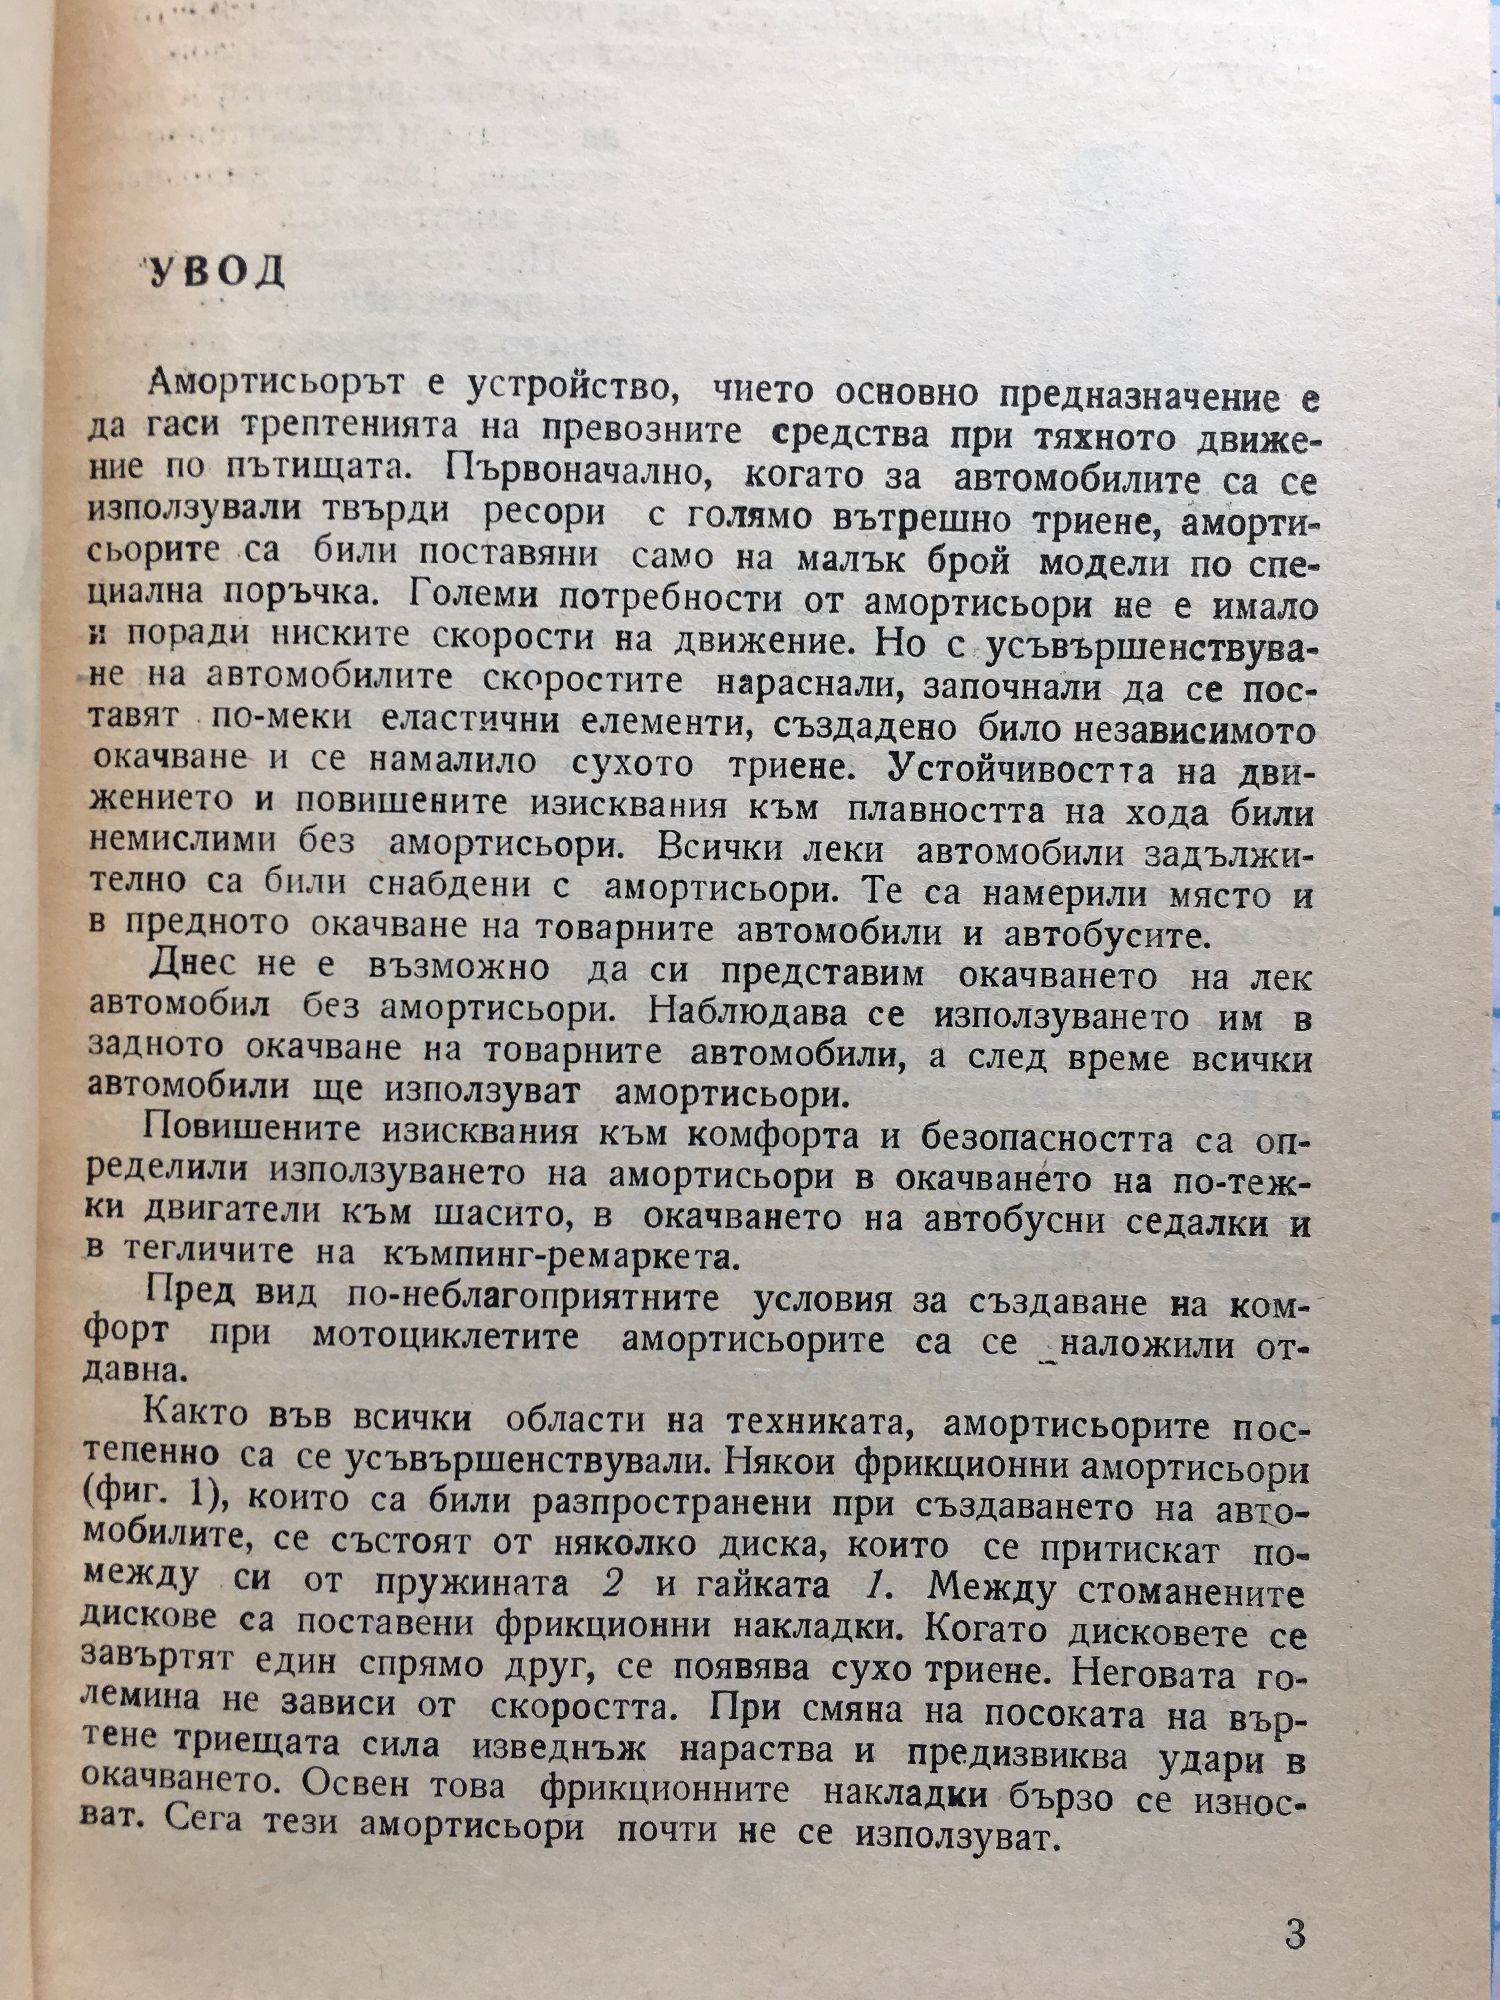 УВОД
Амортисьорът е устройство, чието основно предназначение е
да гаси трептенията на превозните средства при тяхното движе-
ние по пътищата. Първоначално, когато за автомобилите са се
използували твърди ресори с голямо вътрешно триене, аморти-
сьорите са били поставяни само на малък брой модели по спе-
циална поръчка. Големи потребности от амортисьори не е имало
и поради ниските скорости на движение. Но с усъвършенствува-
не на автомобилите скоростите нараснали, започнали да се пос-
тавят по-меки еластични елементи, създадено било независимото
окачване и се намалило сухото триене. Устойчивостта на дви-
жението и повишените изисквания към плавността на хода били
немислими без амортисьори. Всички леки автомобили задължи-
телно са били снабдени с амортисьори. Те са намерили място и
в предното окачване на товарните автомобили и автобусите.
Днес не е възможно да си представим окачването на лек
автомобил без амортисьори. Наблюдава се използуването им в
задното окачване на товарните автомобили, а след време всички
автомобили ще използуват амортисьори.
Повишените изисквания към комфорта и безопасността са оп-
ределили използуването на амортисьори в окачването на по-теж-
ки двигатели към шасито, в окачването на автобусни седалки и
в тегличите на къмпинг-ремаркета.
Пред вид по-неблагоприятните условия за създаване на ком-
форт при мотоциклетите амортисьорите са се наложили от-
давна.
Както във всички области на техниката, амортисьорите пос-
тепенно са се усъвършенствували. Някои фрикционни амортисьори
(фиг. 1), които са били разпространени при създаването на авто-
мобилите, се състоят от няколко диска, които се притискат по-
между си от пружината 2 и гайката 1. Между стоманените
дискове са поставени фрикционни накладки. Когато дисковете се
завъртят един спрямо друг, се появява сухо триене. Неговата го-
лемина не зависи от скоростта. При смяна на посоката на вър-
тене триещата сила изведнъж нараства и предизвиква удари в
окачването. Освен това фрикционните накладки бързо се износ-
ват. Сега тези амортисьори почти не се използуват.
3